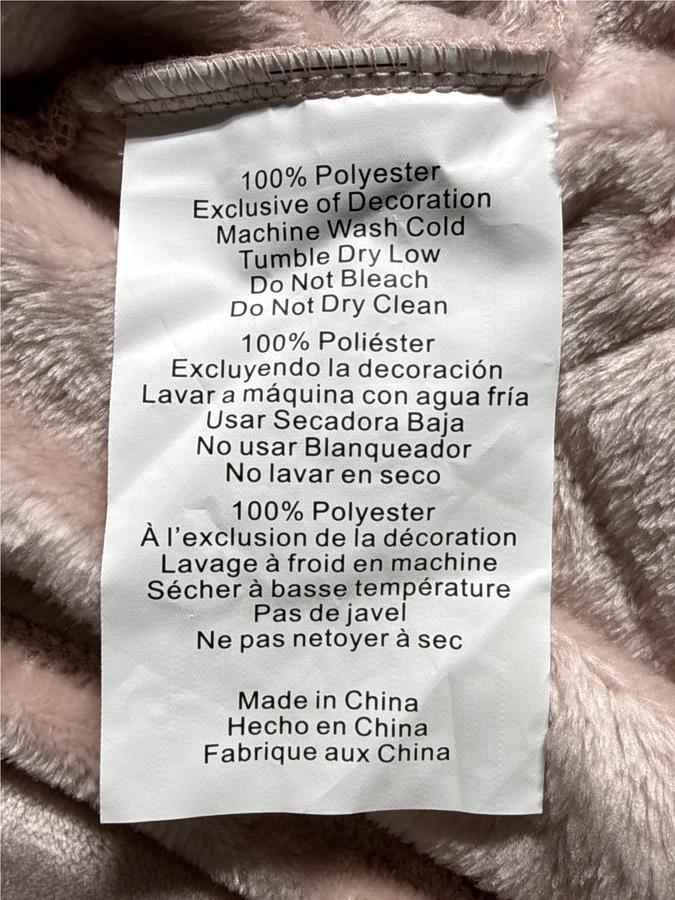 100% Polyester
Exclusive of Decoration
Machine Wash Cold
Tumble Dry Low
Do Not Bleach
Do Not Dry Clean
100% Poliéster
Excluyendo la decoración
Lavar a máquina con agua fría
Usar Secadora Baja
No usar Blanqueador
No lavar en seco
100% Polyester
À l'exclusion de la décoration
Lavage à froid en machine
Sécher à basse température
Pas de javel
Ne pas netoyer à sec
Made in China
Hecho en China
Fabrique aux China